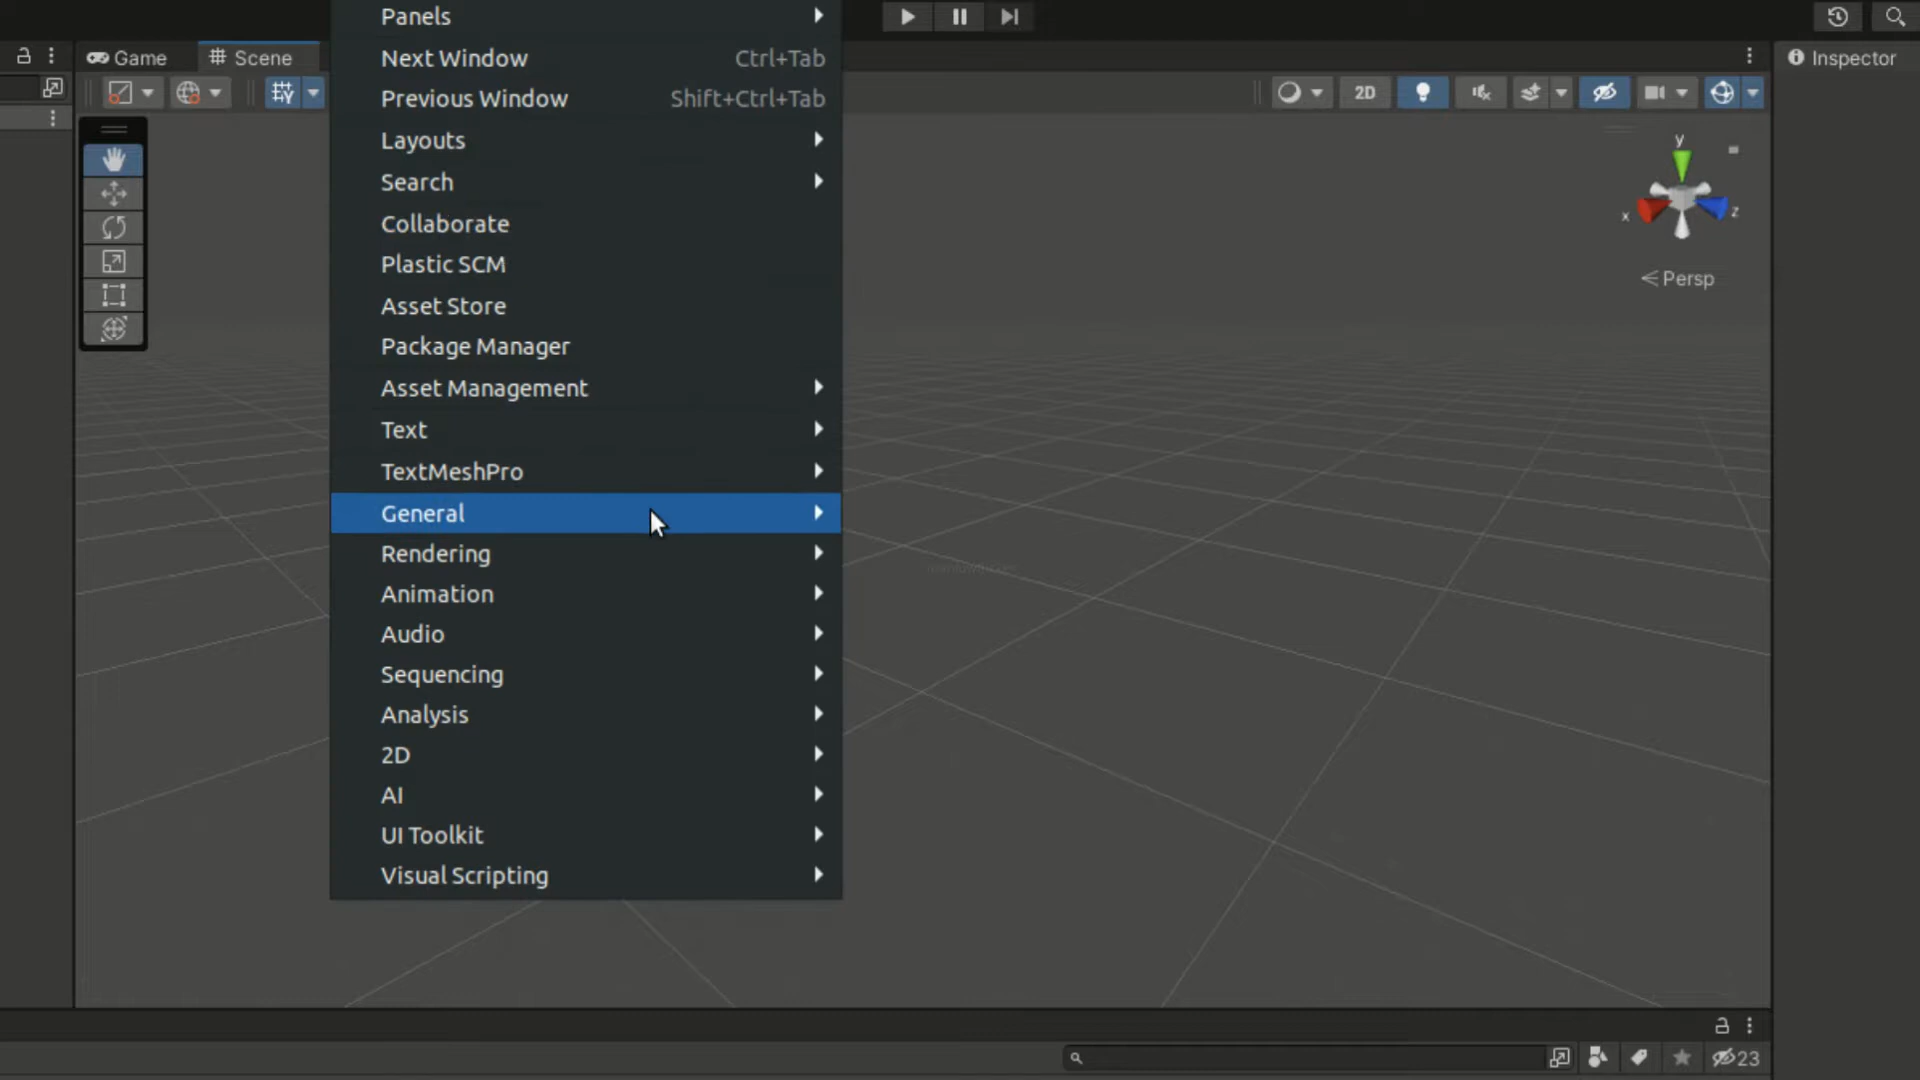 Panels
Next Window Ctrl+Tab
Previous Window Shift+Ctrl+Tab
Layouts
Search
Collaborate
Plastic SCM
Asset Store
Package Manager
Asset Management
Text
TextMeshPro
General
Rendering
Animation
Audio
Sequencing
Analysis
2D
AI
UI Toolkit
Visual Scripting
Game
Scene
2D
y
x
z
Persp
Inspector
23